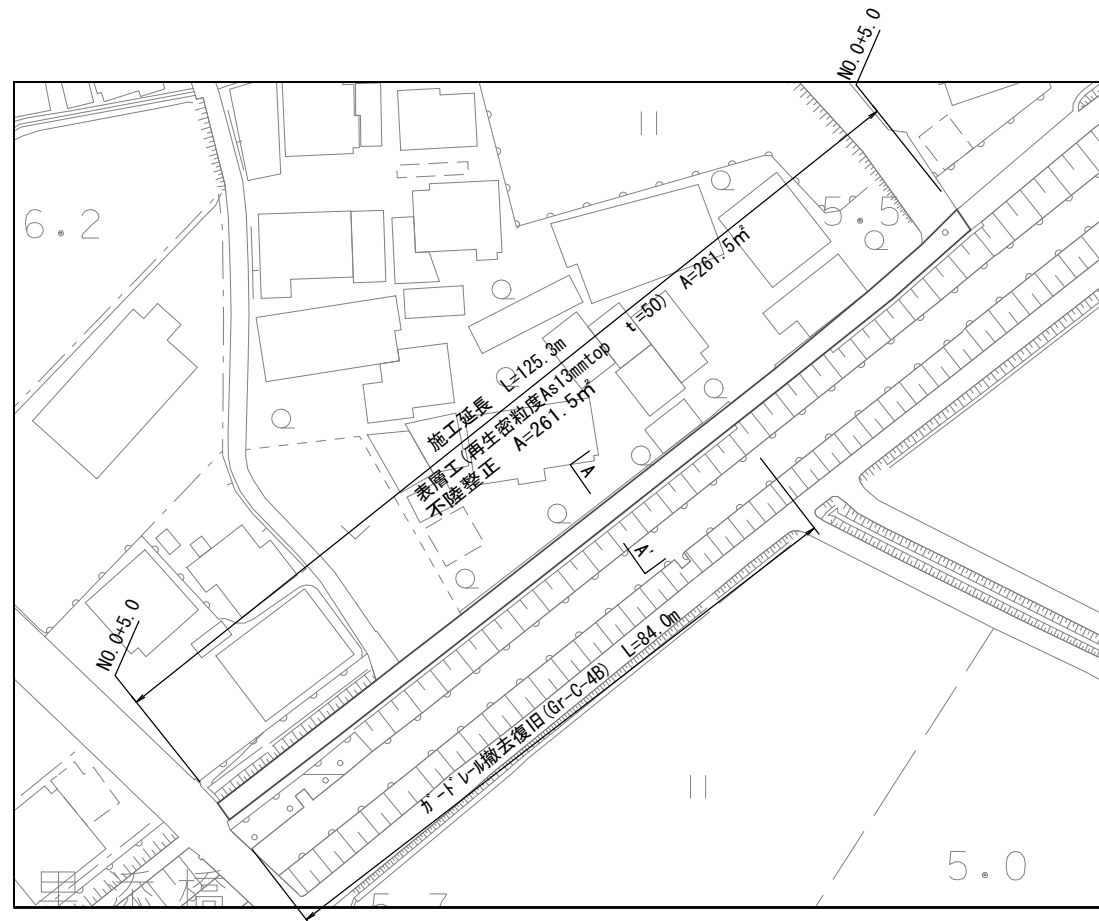 NO.0+5.0
6.2
5.5
施工延長 L=125.3m
表層工(再生密粒度As13mmtop t=50) A=261.5㎡
不陸整正 A=261.5㎡
A
A'
NO.0+5.0
ガードレール撤去復旧(Gr-C-4B) L=84.0m
5.0
5.7